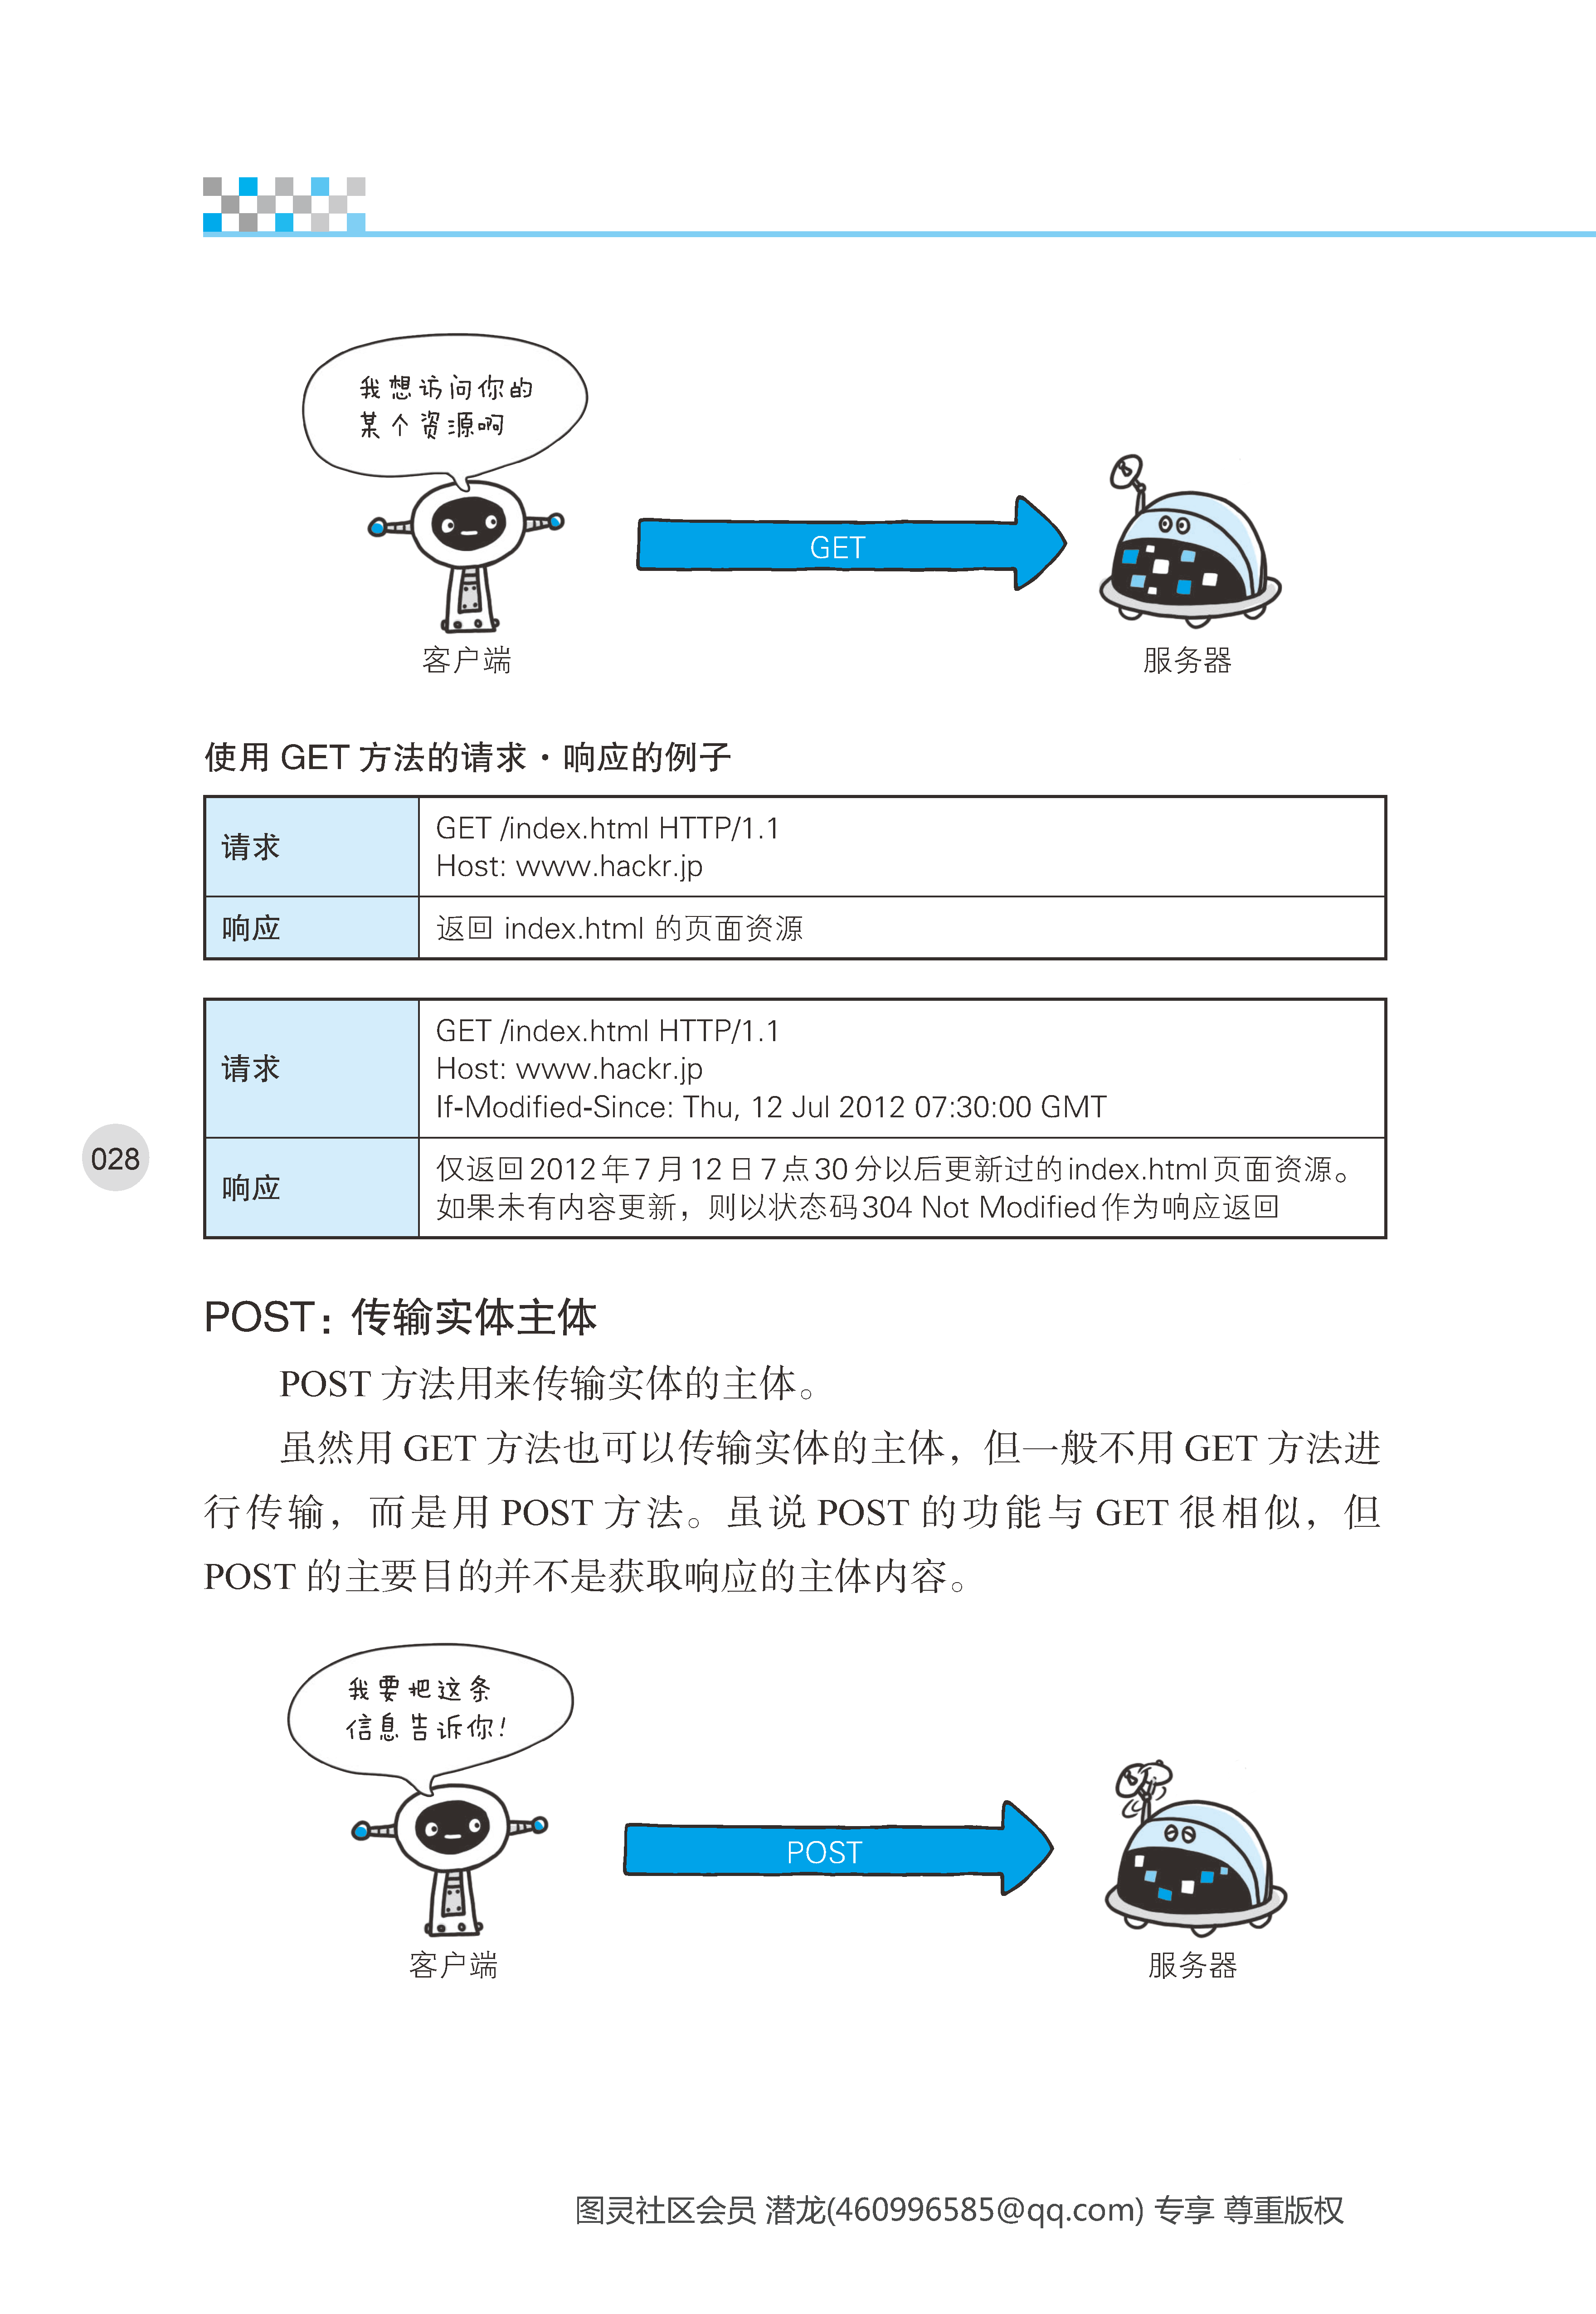 我想访问你的
某个资源啊
GET
客户端
服务器
使用 GET 方法的请求·响应的例子
请求
GET /index.html HTTP/1.1
Host: www.hackr.jp
响应
返回 index.html 的页面资源
请求
GET /index.html HTTP/1.1
Host: www.hackr.jp
If-Modified-Since: Thu, 12 Jul 2012 07:30:00 GMT
响应
仅返回2012年7月12日7点30分以后更新过的index.html页面资源。
如果未有内容更新，则以状态码304 Not Modified作为响应返回
028
POST：传输实体主体
POST 方法用来传输实体的主体。
虽然用 GET 方法也可以传输实体的主体，但一般不用 GET 方法进
行传输，而是用 POST 方法。虽说 POST 的功能与 GET 很相似，但
POST 的主要目的并不是获取响应的主体内容。
我要把这条
信息告诉你！
POST
客户端
服务器
图灵社区会员 潜龙(460996585@qq.com) 专享 尊重版权